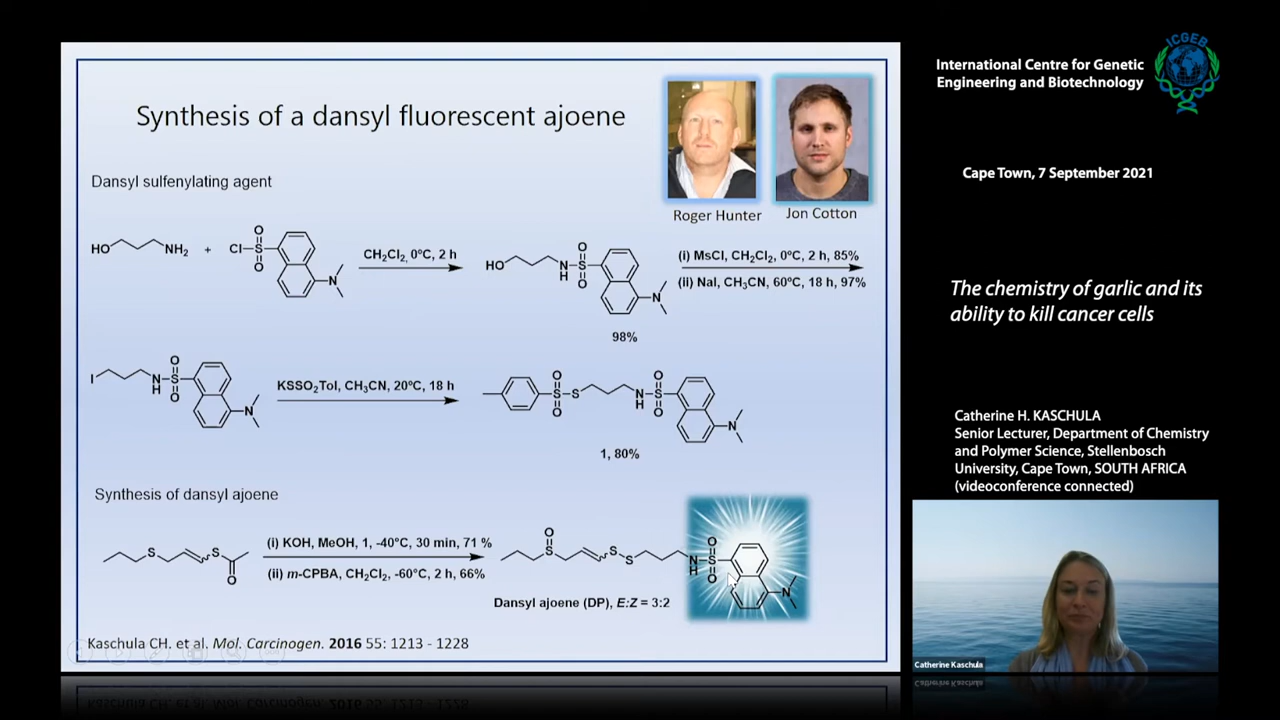 Synthesis of a dansyl fluorescent ajoene
Roger Hunter
Jon Cotton
Dansyl sulfenylating agent
HO
NH₂
+
Cl
S
O
O
N
CH₂Cl₂, 0ºC, 2 h
HO
N
H
S
O
O
N
98%
(i) MsCl, CH₂Cl₂, 0ºC, 2 h, 85%
(ii) NaI, CH₃CN, 60ºC, 18 h, 97%
I
N
H
S
O
O
N
KSSO₂Tol, CH₃CN, 20ºC, 18 h
O
S
O
S
N
H
O
S
O
N
1, 80%
Synthesis of dansyl ajoene
S
S
O
(i) KOH, MeOH, 1, -40ºC, 30 min, 71 %
(ii) m-CPBA, CH₂Cl₂, -60ºC, 2 h, 66%
O
S
S
S
N
H
O
S
O
N
Dansyl ajoene (DP), E:Z = 3:2
Kaschula CH. et al. Mol. Carcinogen. 2016 55: 1213 - 1228
International Centre for Genetic
Engineering and Biotechnology
ICGEB
Cape Town, 7 September 2021
The chemistry of garlic and its
ability to kill cancer cells
Catherine H. KASCHULA
Senior Lecturer, Department of Chemistry
and Polymer Science, Stellenbosch
University, Cape Town, SOUTH AFRICA
(videoconference connected)
Catherine Kaschula